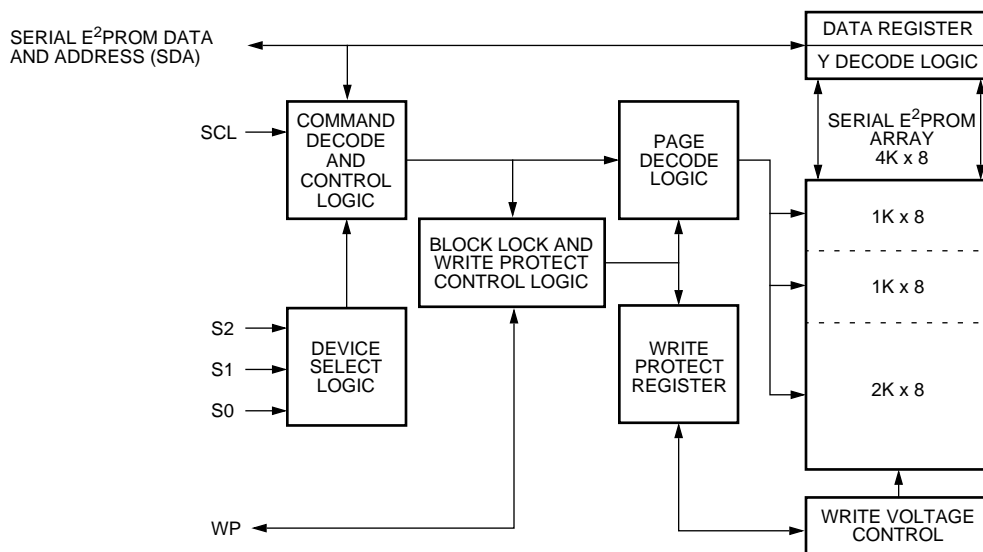 SERIAL E²PROM DATA
AND ADDRESS (SDA)
DATA REGISTER
Y DECODE LOGIC
SCL
COMMAND
DECODE
AND
CONTROL
LOGIC
PAGE
DECODE
LOGIC
SERIAL E²PROM
ARRAY
4K x 8
1K x 8
BLOCK LOCK AND
WRITE PROTECT
CONTROL LOGIC
1K x 8
S2
S1
S0
DEVICE
SELECT
LOGIC
WRITE
PROTECT
REGISTER
2K x 8
WP
WRITE VOLTAGE
CONTROL